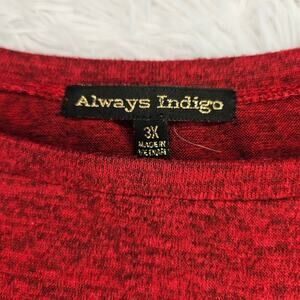 Always Indigo
3X
MADE IN
VIETNAM